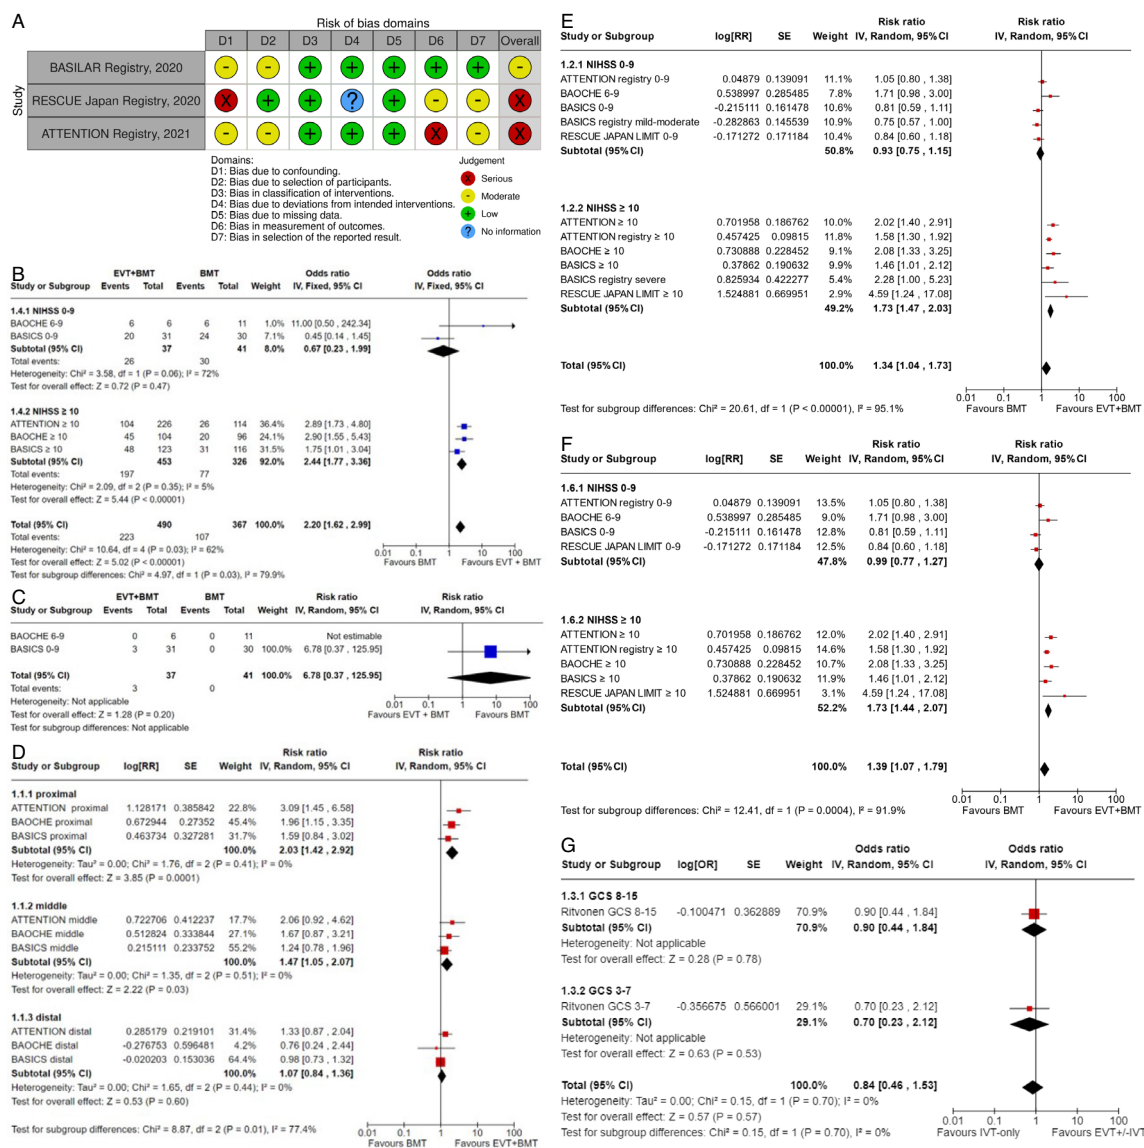 A
Risk of bias domains
D1 D2 D3 D4 D5 D6 D7 Overall
Study
BASILAR Registry, 2020 - - + + + + + -
RESCUE Japan Registry, 2020 X + + ? + - - X
ATTENTION Registry, 2021 - - + + + X - X
Domains:
D1: Bias due to confounding.
D2: Bias due to selection of participants.
D3: Bias in classification of interventions.
D4: Bias due to deviations from intended interventions.
D5: Bias due to missing data.
D6: Bias in measurement of outcomes.
D7: Bias in selection of the reported result.
Judgement
X Serious
- Moderate
+ Low
? No information
B
EVT+BMT BMT Odds ratio Odds ratio
Study or Subgroup Events Total Events Total Weight IV, Fixed, 95% CI IV, Fixed, 95% CI
1.4.1 NIHSS 0-9
BAOCHE 6-9 6 6 6 11 1.0% 11.00 [0.50 , 242.34]
BASICS 0-9 20 31 24 30 7.1% 0.45 [0.14 , 1.45]
Subtotal (95% CI) 37 41 8.0% 0.67 [0.23 , 1.99]
Total events: 26 30
Heterogeneity: Chi² = 3.58, df = 1 (P = 0.06); I² = 72%
Test for overall effect: Z = 0.72 (P = 0.47)
1.4.2 NIHSS ≥ 10
ATTENTION ≥ 10 104 226 26 114 36.4% 2.89 [1.73 , 4.80]
BAOCHE ≥ 10 45 104 20 96 24.1% 2.90 [1.55 , 5.43]
BASICS ≥ 10 48 123 31 116 31.5% 1.75 [1.01 , 3.04]
Subtotal (95% CI) 453 326 92.0% 2.44 [1.77 , 3.36]
Total events: 197 77
Heterogeneity: Chi² = 2.09, df = 2 (P = 0.35); I² = 5%
Test for overall effect: Z = 5.44 (P < 0.00001)
Total (95% CI) 490 367 100.0% 2.20 [1.62 , 2.99]
Total events: 223 107
Heterogeneity: Chi² = 10.64, df = 4 (P = 0.03); I² = 62%
Test for overall effect: Z = 5.02 (P < 0.00001)
Test for subgroup differences: Chi² = 4.97, df = 1 (P = 0.03), I² = 79.9%
0.01 0.1 1 10 100
Favours BMT Favours EVT + BMT
C
EVT+BMT BMT Risk ratio Risk ratio
Study or Subgroup Events Total Events Total Weight IV, Random, 95% CI IV, Random, 95% CI
BAOCHE 6-9 0 6 0 11 Not estimable
BASICS 0-9 3 31 0 30 100.0% 6.78 [0.37 , 125.95]
Total (95% CI) 37 41 100.0% 6.78 [0.37 , 125.95]
Total events: 3 0
Heterogeneity: Not applicable
Test for overall effect: Z = 1.28 (P = 0.20)
Test for subgroup differences: Not applicable
0.01 0.1 1 10 100
Favours EVT + BMT Favours BMT
D
Risk ratio Risk ratio
Study or Subgroup log[RR] SE Weight IV, Random, 95% CI IV, Random, 95% CI
1.1.1 proximal
ATTENTION proximal 1.128171 0.385842 22.8% 3.09 [1.45 , 6.58]
BAOCHE proximal 0.672944 0.27352 45.4% 1.96 [1.15 , 3.35]
BASICS proximal 0.463734 0.327281 31.7% 1.59 [0.84 , 3.02]
Subtotal (95% CI) 100.0% 2.03 [1.42 , 2.92]
Heterogeneity: Tau² = 0.00; Chi² = 1.76, df = 2 (P = 0.41); I² = 0%
Test for overall effect: Z = 3.85 (P = 0.0001)
1.1.2 middle
ATTENTION middle 0.722706 0.412237 17.7% 2.06 [0.92 , 4.62]
BAOCHE middle 0.512824 0.333844 27.1% 1.67 [0.87 , 3.21]
BASICS middle 0.215111 0.233752 55.2% 1.24 [0.78 , 1.96]
Subtotal (95% CI) 100.0% 1.47 [1.05 , 2.07]
Heterogeneity: Tau² = 0.00; Chi² = 1.35, df = 2 (P = 0.51); I² = 0%
Test for overall effect: Z = 2.22 (P = 0.03)
1.1.3 distal
ATTENTION distal 0.285179 0.219101 31.4% 1.33 [0.87 , 2.04]
BAOCHE distal -0.276753 0.596481 4.2% 0.76 [0.24 , 2.44]
BASICS distal -0.020203 0.153036 64.4% 0.98 [0.73 , 1.32]
Subtotal (95% CI) 100.0% 1.07 [0.84 , 1.36]
Heterogeneity: Tau² = 0.00; Chi² = 1.65, df = 2 (P = 0.44); I² = 0%
Test for overall effect: Z = 0.53 (P = 0.60)
Test for subgroup differences: Chi² = 8.87, df = 2 (P = 0.01), I² = 77.4%
0.01 0.1 1 10 100
Favours BMT Favours EVT+BMT
E
Risk ratio Risk ratio
Study or Subgroup log[RR] SE Weight IV, Random, 95% CI IV, Random, 95% CI
1.2.1 NIHSS 0-9
ATTENTION registry 0-9 0.04879 0.139091 11.1% 1.05 [0.80 , 1.38]
BAOCHE 6-9 0.538997 0.285485 7.8% 1.71 [0.98 , 3.00]
BASICS 0-9 -0.215111 0.161478 10.6% 0.81 [0.59 , 1.11]
BASICS registry mild-moderate -0.282863 0.145539 10.9% 0.75 [0.57 , 1.00]
RESCUE JAPAN LIMIT 0-9 -0.171272 0.171184 10.4% 0.84 [0.60 , 1.18]
Subtotal (95% CI) 50.8% 0.93 [0.75 , 1.15]
1.2.2 NIHSS ≥ 10
ATTENTION ≥ 10 0.701958 0.186762 10.0% 2.02 [1.40 , 2.91]
ATTENTION registry ≥ 10 0.457425 0.09815 11.8% 1.58 [1.30 , 1.92]
BAOCHE ≥ 10 0.730888 0.228452 9.1% 2.08 [1.33 , 3.25]
BASICS ≥ 10 0.37862 0.190632 9.9% 1.46 [1.01 , 2.12]
BASICS registry severe 0.825934 0.422277 5.4% 2.28 [1.00 , 5.23]
RESCUE JAPAN LIMIT ≥ 10 1.524881 0.669951 2.9% 4.59 [1.24 , 17.08]
Subtotal (95% CI) 49.2% 1.73 [1.47 , 2.03]
Total (95% CI) 100.0% 1.34 [1.04 , 1.73]
Test for subgroup differences: Chi² = 20.61, df = 1 (P < 0.00001), I² = 95.1%
0.01 0.1 1 10 100
Favours BMT Favours EVT+BMT
F
Risk ratio Risk ratio
Study or Subgroup log[RR] SE Weight IV, Random, 95% CI IV, Random, 95% CI
1.6.1 NIHSS 0-9
ATTENTION registry 0-9 0.04879 0.139091 13.5% 1.05 [0.80 , 1.38]
BAOCHE 6-9 0.538997 0.285485 9.0% 1.71 [0.98 , 3.00]
BASICS 0-9 -0.215111 0.161478 12.8% 0.81 [0.59 , 1.11]
RESCUE JAPAN LIMIT 0-9 -0.171272 0.171184 12.5% 0.84 [0.60 , 1.18]
Subtotal (95% CI) 47.8% 0.99 [0.77 , 1.27]
1.6.2 NIHSS ≥ 10
ATTENTION ≥ 10 0.701958 0.186762 12.0% 2.02 [1.40 , 2.91]
ATTENTION registry ≥ 10 0.457425 0.09815 14.6% 1.58 [1.30 , 1.92]
BAOCHE ≥ 10 0.730888 0.228452 10.7% 2.08 [1.33 , 3.25]
BASICS ≥ 10 0.37862 0.190632 11.9% 1.46 [1.01 , 2.12]
RESCUE JAPAN LIMIT ≥ 10 1.524881 0.669951 3.1% 4.59 [1.24 , 17.08]
Subtotal (95% CI) 52.2% 1.73 [1.44 , 2.07]
Total (95% CI) 100.0% 1.39 [1.07 , 1.79]
Test for subgroup differences: Chi² = 12.41, df = 1 (P = 0.0004), I² = 91.9%
0.01 0.1 1 10 100
Favours BMT Favours EVT+BMT
G
Odds ratio Odds ratio
Study or Subgroup log[OR] SE Weight IV, Random, 95% CI IV, Random, 95% CI
1.3.1 GCS 8-15
Ritvonen GCS 8-15 -0.100471 0.362889 70.9% 0.90 [0.44 , 1.84]
Subtotal (95% CI) 70.9% 0.90 [0.44 , 1.84]
Heterogeneity: Not applicable
Test for overall effect: Z = 0.28 (P = 0.78)
1.3.2 GCS 3-7
Ritvonen GCS 3-7 -0.356675 0.566001 29.1% 0.70 [0.23 , 2.12]
Subtotal (95% CI) 29.1% 0.70 [0.23 , 2.12]
Heterogeneity: Not applicable
Test for overall effect: Z = 0.63 (P = 0.53)
Total (95% CI) 100.0% 0.84 [0.46 , 1.53]
Heterogeneity: Tau² = 0.00; Chi² = 0.15, df = 1 (P = 0.70); I² = 0%
Test for overall effect: Z = 0.57 (P = 0.57)
Test for subgroup differences: Chi² = 0.15, df = 1 (P = 0.70), I² = 0%
0.01 0.1 1 10 100
Favours IVT-only Favours EVT+/-IV